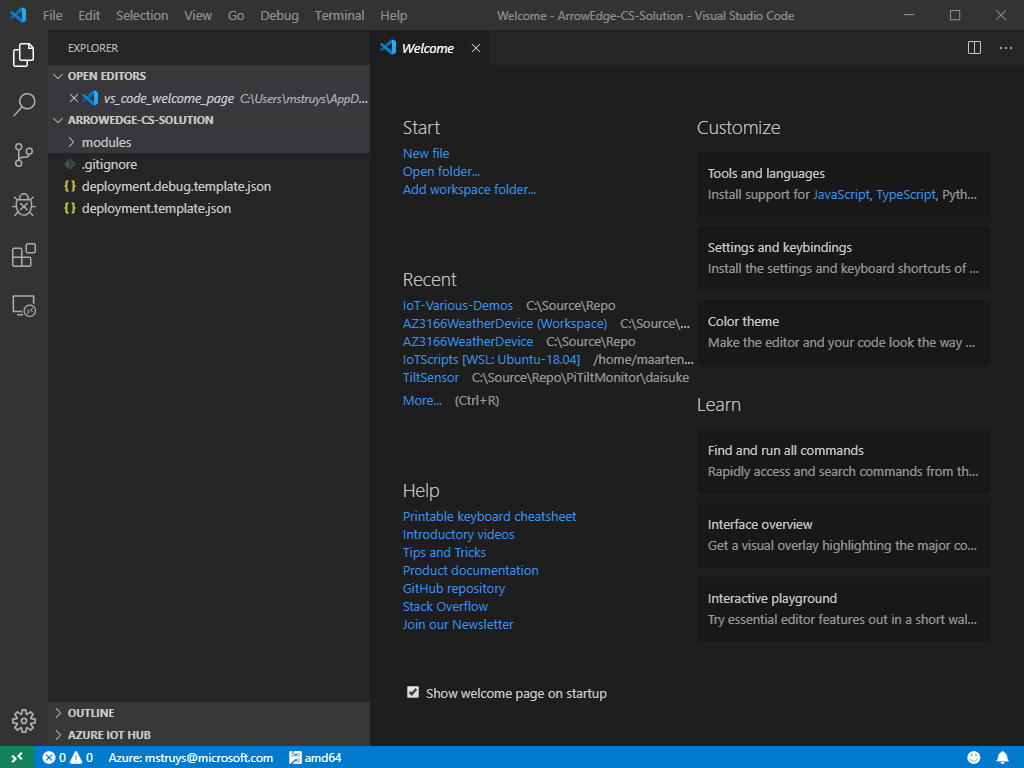 File Edit Selection View Go Debug Terminal Help Welcome - ArrowEdge-CS-Solution - Visual Studio Code
EXPLORER
OPEN EDITORS
vs_code_welcome_page C:\Users\mstruys\AppD...
ARROWEDGE-CS-SOLUTION
modules
.gitignore
deployment.debug.template.json
deployment.template.json
OUTLINE
AZURE IOT HUB
Welcome
Start
New file
Open folder...
Add workspace folder...
Recent
IoT-Various-Demos C:\Source\Repo
AZ3166WeatherDevice (Workspace) C:\Source\...
AZ3166WeatherDevice C:\Source\Repo
IoTScripts [WSL: Ubuntu-18.04] /home/maarten...
TiltSensor C:\Source\Repo\PiTiltMonitor\daisuke
More... (Ctrl+R)
Help
Printable keyboard cheatsheet
Introductory videos
Tips and Tricks
Product documentation
GitHub repository
Stack Overflow
Join our Newsletter
Show welcome page on startup
Customize
Tools and languages
Install support for JavaScript, TypeScript, Pyth...
Settings and keybindings
Install the settings and keyboard shortcuts of ...
Color theme
Make the editor and your code look the way ...
Learn
Find and run all commands
Rapidly access and search commands from th...
Interface overview
Get a visual overlay highlighting the major co...
Interactive playground
Try essential editor features out in a short wal...
0 0 Azure: mstruys@microsoft.com amd64